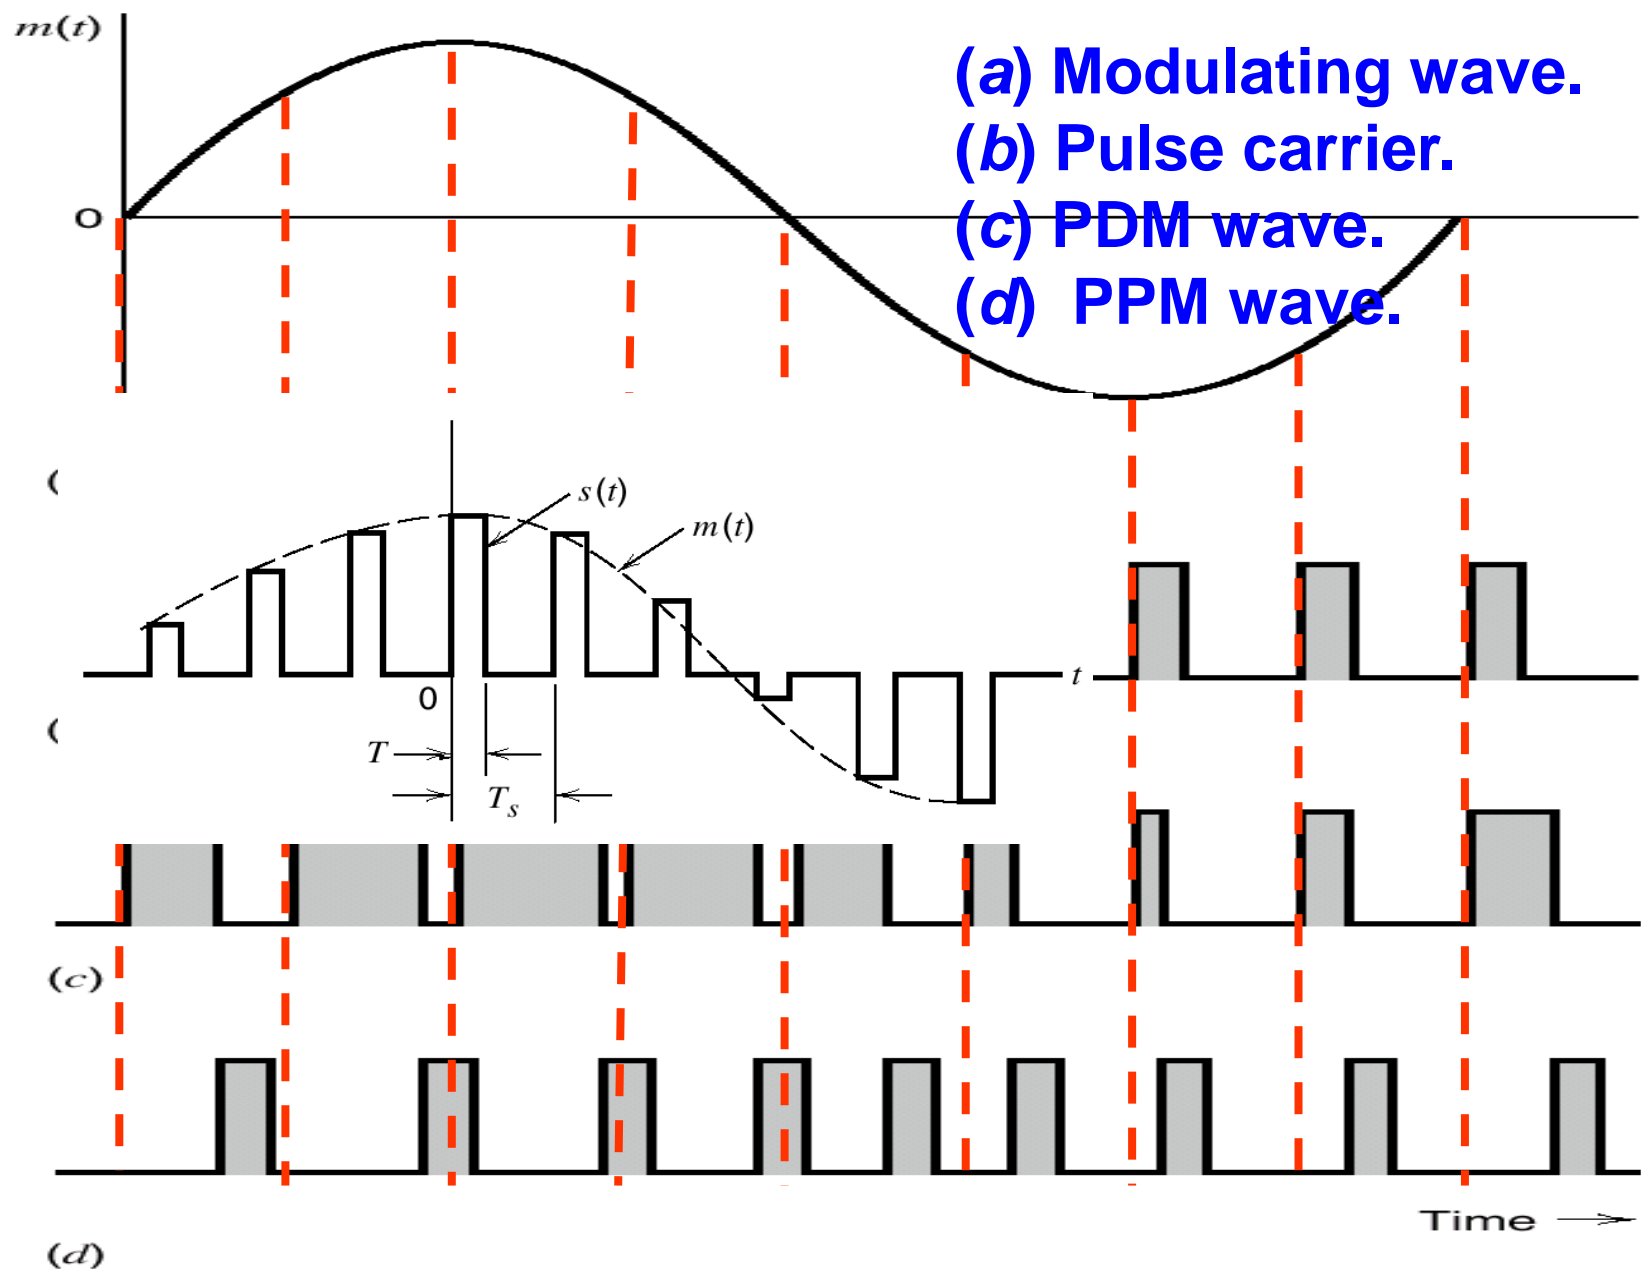 m(t)
(a) Modulating wave.
(b) Pulse carrier.
(c) PDM wave.
(d) PPM wave.
0
(
s(t)
m(t)
t
0
(
T
Ts
(c)
Time
(d)